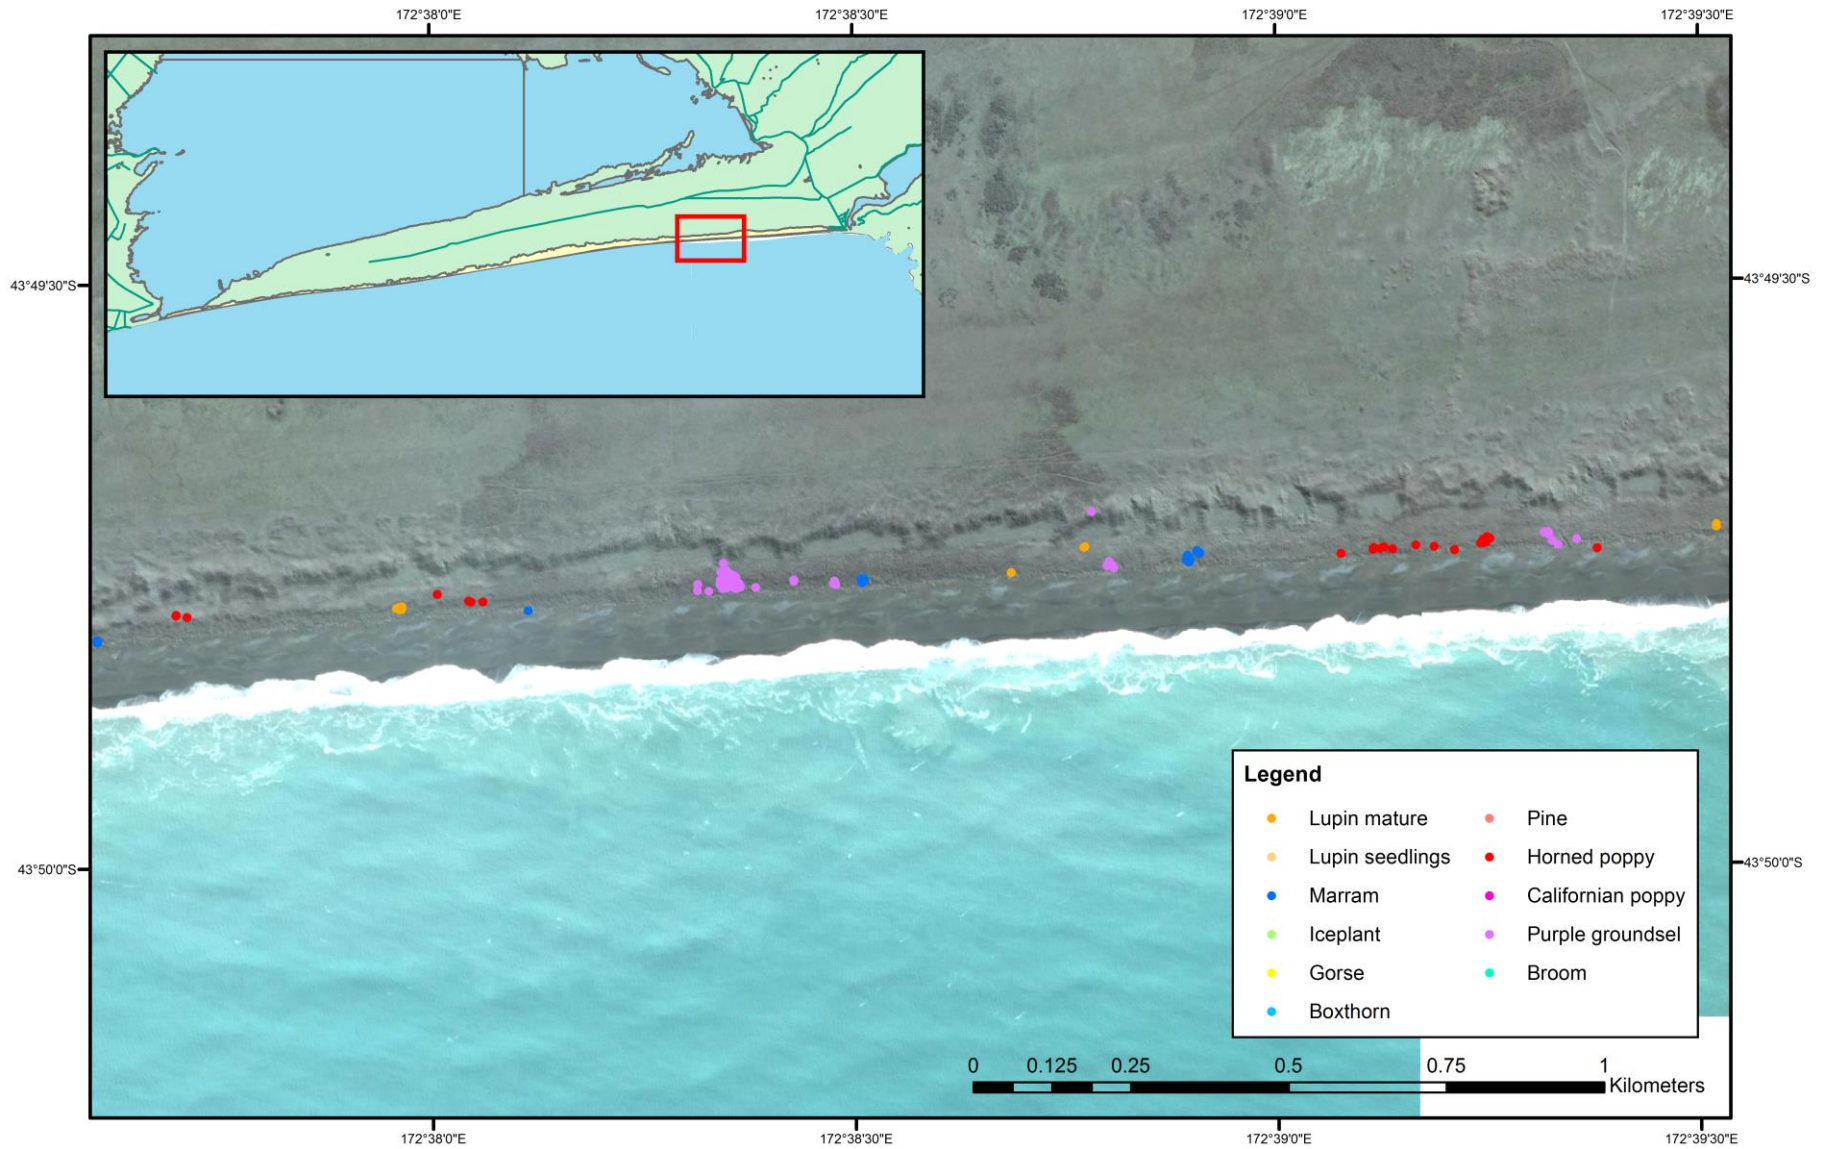 172°38'0"E 172°38'30"E 172°39'0"E 172°39'30"E
43°49'30"S 43°49'30"S
43°50'0"S 43°50'0"S
Legend
Lupin mature Pine
Lupin seedlings Horned poppy
Marram Californian poppy
Iceplant Purple groundsel
Gorse Broom
Boxthorn
0 0.125 0.25 0.5 0.75 1
Kilometers
172°38'0"E 172°38'30"E 172°39'0"E 172°39'30"E